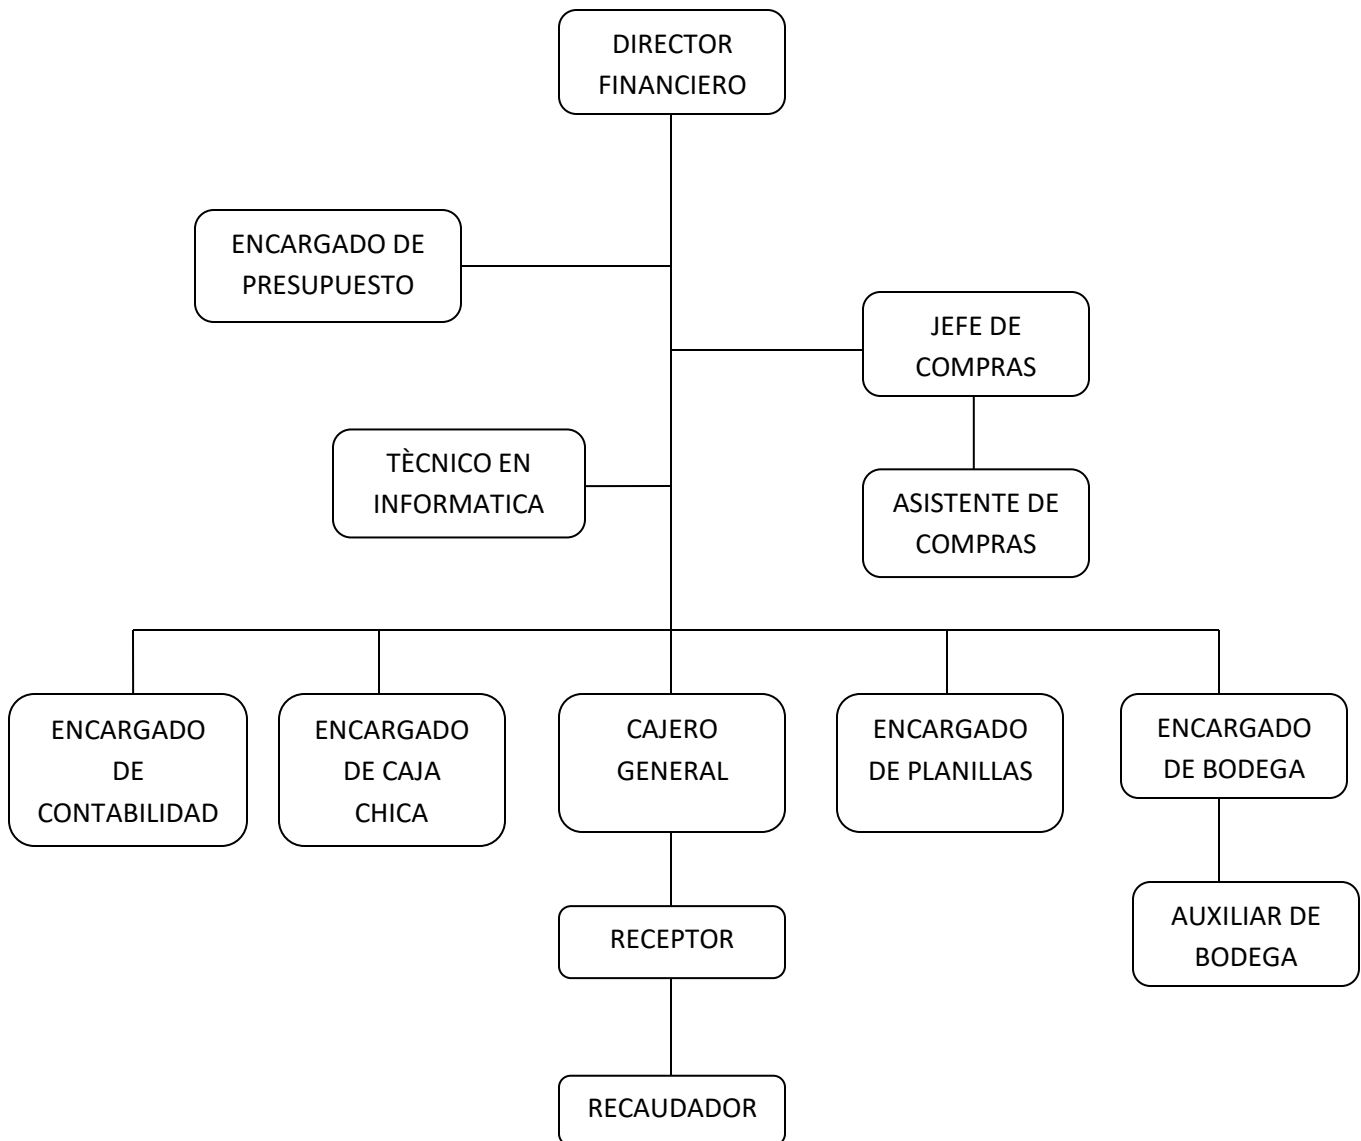 DIRECTOR
FINANCIERO
ENCARGADO DE
PRESUPUESTO
JEFE DE
COMPRAS
TÈCNICO EN
INFORMATICA
ASISTENTE DE
COMPRAS
ENCARGADO
DE
CONTABILIDAD
ENCARGADO
DE CAJA
CHICA
CAJERO
GENERAL
ENCARGADO
DE PLANILLAS
ENCARGADO
DE BODEGA
RECEPTOR
AUXILIAR DE
BODEGA
RECAUDADOR